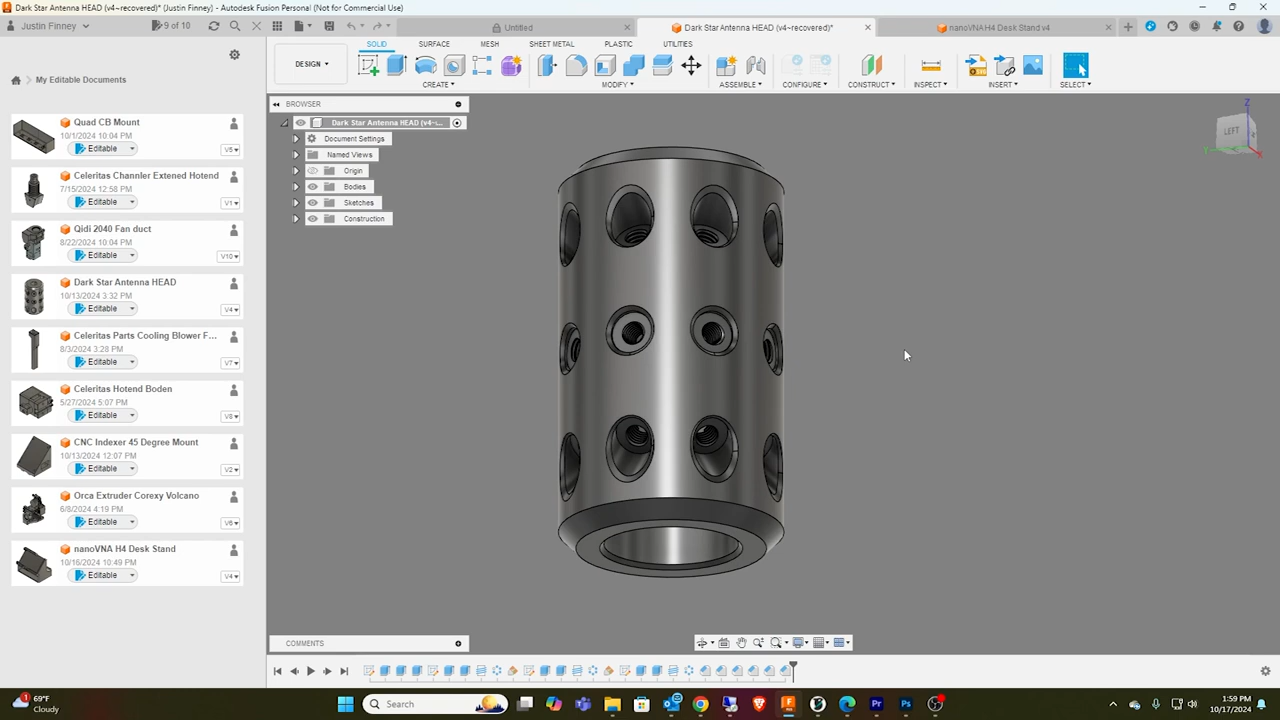 Dark Star Antenna HEAD (v4~recovered)* (Justin Finney) - Autodesk Fusion Personal (Not for Commercial Use)
Justin Finney
9 of 10
Untitled
Dark Star Antenna HEAD (v4~recovered)*
nanoVNA H4 Desk Stand v4
SOLID
SURFACE
MESH
SHEET METAL
PLASTIC
UTILITIES
DESIGN
CREATE
MODIFY
ASSEMBLE
CONFIGURE
CONSTRUCT
INSPECT
INSERT
SELECT
My Editable Documents
BROWSER
Dark Star Antenna HEAD (v4~...
Document Settings
Named Views
Origin
Bodies
Sketches
Construction
LEFT
Z
Y
X
Quad CB Mount
10/1/2024 10:04 PM
Editable
V5
Celeritas Channler Extened Hotend
7/15/2024 12:58 PM
Editable
V1
Qidi 2040 Fan duct
8/22/2024 10:04 PM
Editable
V10
Dark Star Antenna HEAD
10/13/2024 3:32 PM
Editable
V4
Celeritas Parts Cooling Blower F...
8/3/2024 3:28 PM
Editable
V7
Celeritas Hotend Boden
5/27/2024 5:07 PM
Editable
V8
CNC Indexer 45 Degree Mount
10/13/2024 12:07 PM
Editable
V2
Orca Extruder Corexy Volcano
6/8/2024 4:19 PM
Editable
V6
nanoVNA H4 Desk Stand
10/16/2024 10:49 PM
Editable
V4
COMMENTS
1
69°F
Cloudy
Search
1:59 PM
10/17/2024